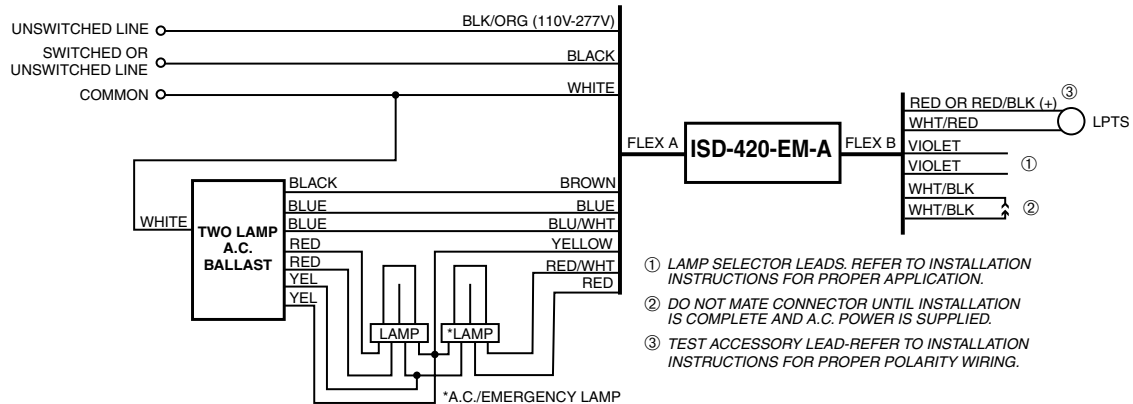 UNSWITCHED LINE
BLK/ORG (110V-277V)
SWITCHED OR
UNSWITCHED LINE
BLACK
COMMON
WHITE
FLEX A
ISD-420-EM-A
FLEX B
RED OR RED/BLK (+)
③
WHT/RED
LPTS
VIOLET
VIOLET
①
WHT/BLK
WHT/BLK
②
WHITE
TWO LAMP
A.C.
BALLAST
BLACK
BROWN
BLUE
BLUE
BLUE
BLU/WHT
RED
YELLOW
RED
RED/WHT
YEL
RED
YEL
LAMP
*LAMP
*A.C./EMERGENCY LAMP
① LAMP SELECTOR LEADS. REFER TO INSTALLATION
INSTRUCTIONS FOR PROPER APPLICATION.
② DO NOT MATE CONNECTOR UNTIL INSTALLATION
IS COMPLETE AND A.C. POWER IS SUPPLIED.
③ TEST ACCESSORY LEAD-REFER TO INSTALLATION
INSTRUCTIONS FOR PROPER POLARITY WIRING.